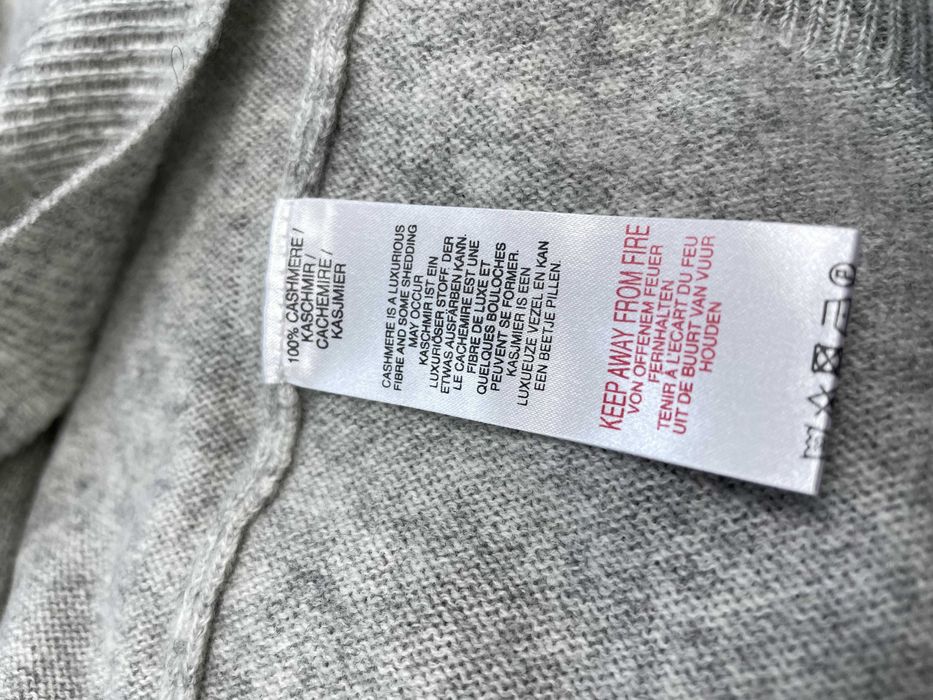 100% CASHMERE /
KASCHMIR /
CACHEMIRE /
KASJMIER
CASHMERE IS A LUXURIOUS
FIBRE AND SOME SHEDDING
MAY OCCUR
KASCHMIR IST EIN
LUXURIÖSER STOFF DER
ETWAS AUSFÄRBEN KANN.
LE CACHEMIRE EST UNE
FIBRE DE LUXE ET
QUELQUES BOULOCHES
PEUVENT SE FORMER.
KASJMIER IS EEN
LUXUEUZE VEZEL EN KAN
EEN BEETJE PILLEN.
KEEP AWAY FROM FIRE
VON OFFENEM FEUER
FERNHALTEN
TENIR À L'ECART DU FEU
UIT DE BUURT VAN VUUR
HOUDEN